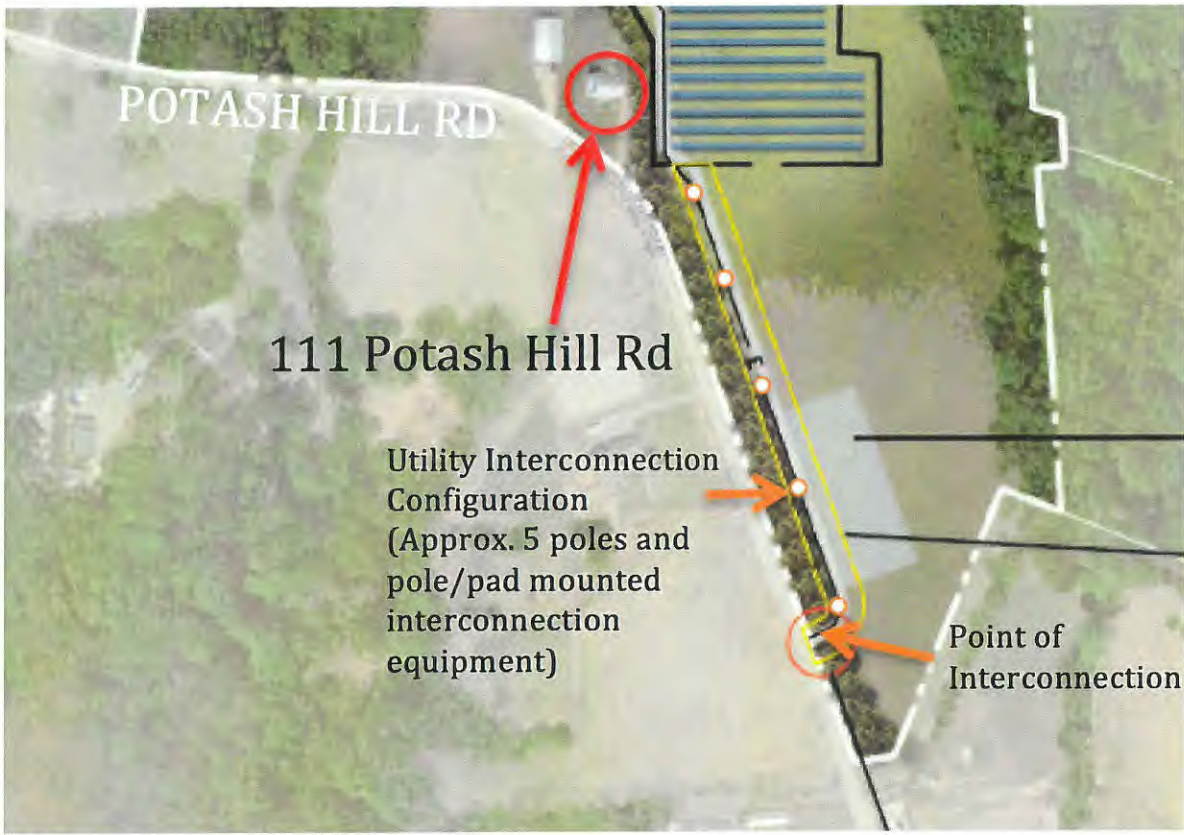 POTASH HILL RD
111 Potash Hill Rd
Utility Interconnection
Configuration
(Approx. 5 poles and
pole/pad mounted
interconnection
equipment)
E
Point of
Interconnection